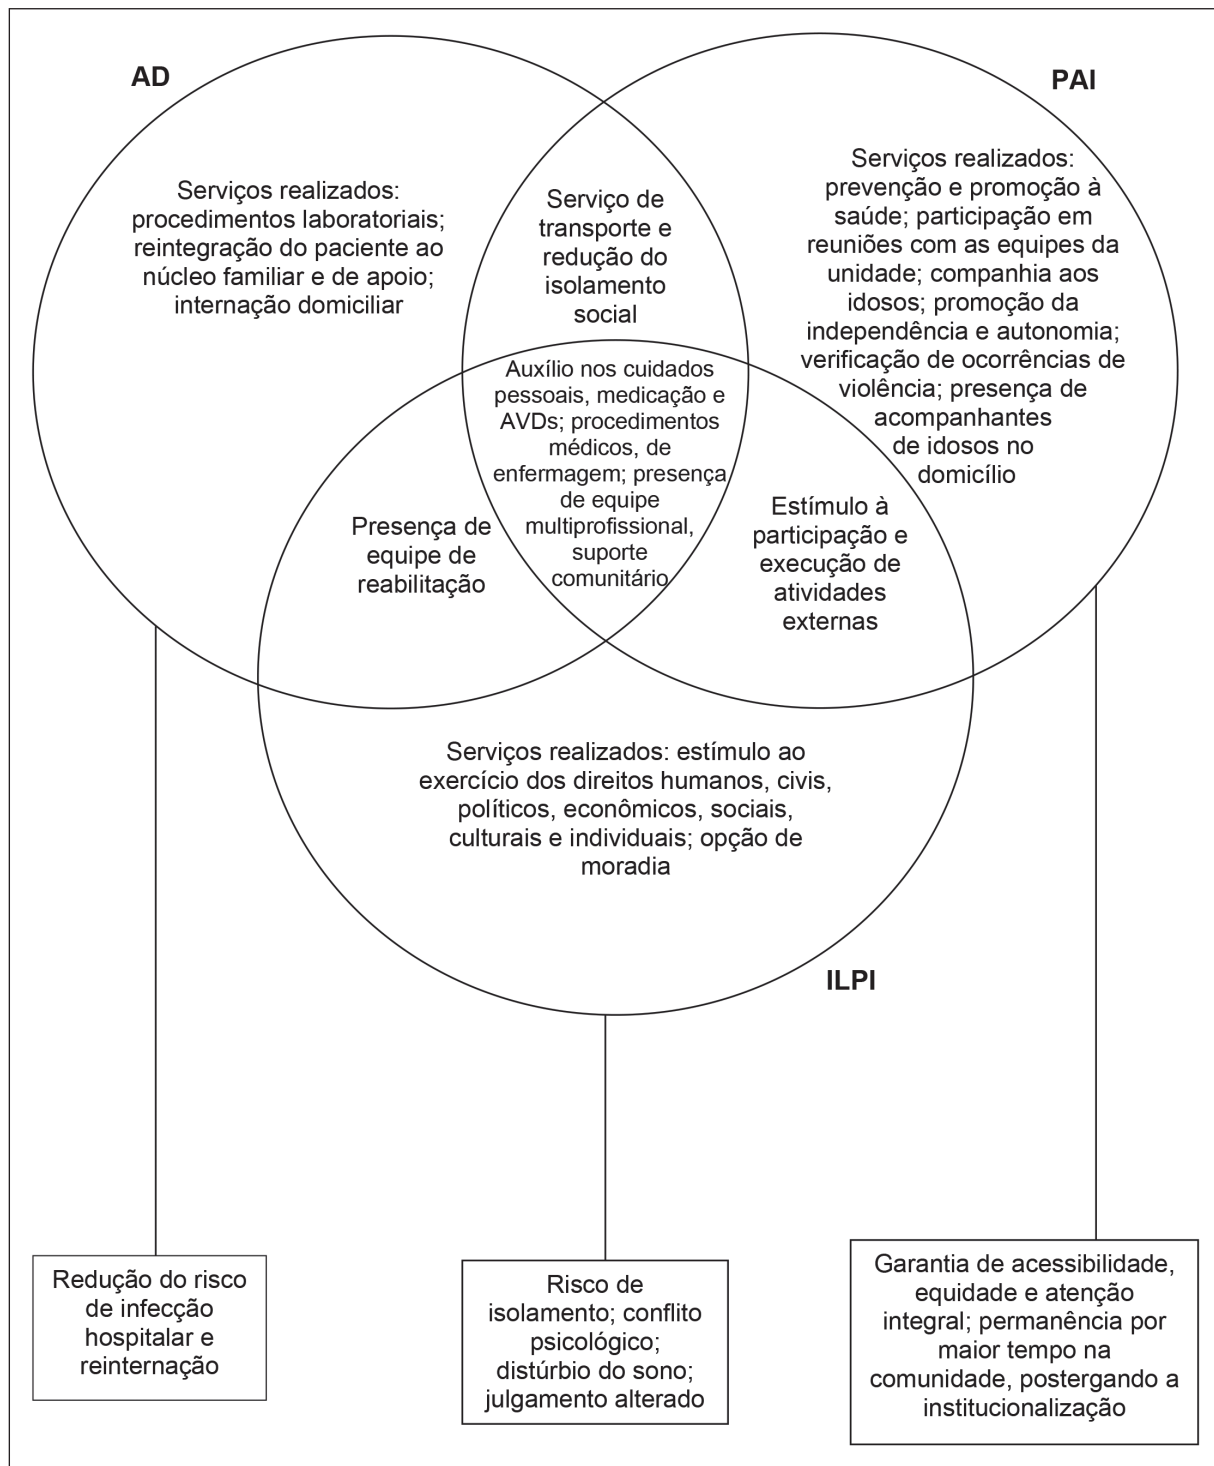 AD
PAI
Serviços realizados:
procedimentos laboratoriais;
reintegração do paciente ao
núcleo familiar e de apoio;
internação domiciliar
Serviço de
transporte e
redução do
isolamento
social
Serviços realizados:
prevenção e promoção à
saúde; participação em
reuniões com as equipes da
unidade; companhia aos
idosos; promoção da
independência e autonomia;
verificação de ocorrências de
violência; presença de
acompanhantes
de idosos no
domicílio
Auxílio nos cuidados
pessoais, medicação e
AVDs; procedimentos
médicos, de
enfermagem; presença
de equipe
multiprofissional,
suporte
comunitário
Presença de
equipe de
reabilitação
Estímulo à
participação e
execução de
atividades
externas
Serviços realizados: estímulo ao
exercício dos direitos humanos, civis,
políticos, econômicos, sociais,
culturais e individuais; opção de
moradia
ILPI
Redução do risco
de infecção
hospitalar e
reinternação
Risco de
isolamento; conflito
psicológico;
distúrbio do sono;
julgamento alterado
Garantia de acessibilidade,
equidade e atenção
integral; permanência por
maior tempo na
comunidade, postergando a
institucionalização